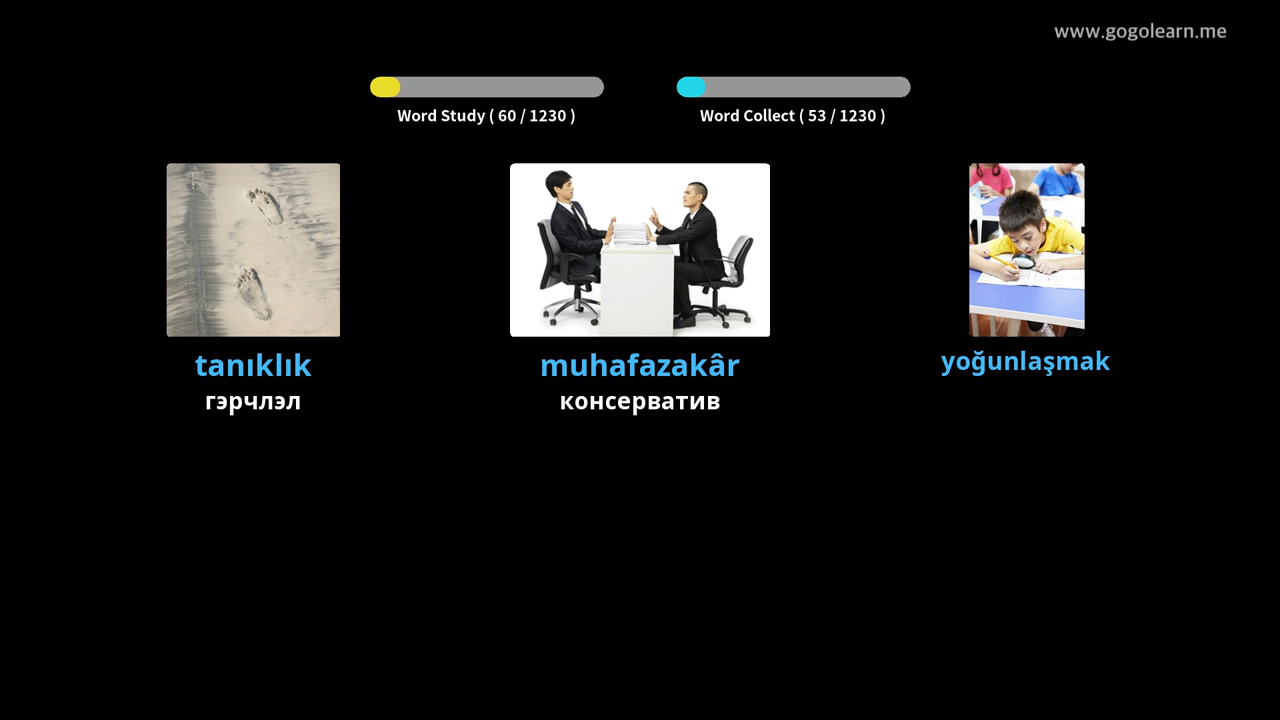 www.gogolearn.me
Word Study ( 60 / 1230 )
Word Collect ( 53 / 1230 )
tanıklık
muhafazakâr
yoğunlaşmak
гэрчлэл
консерватив